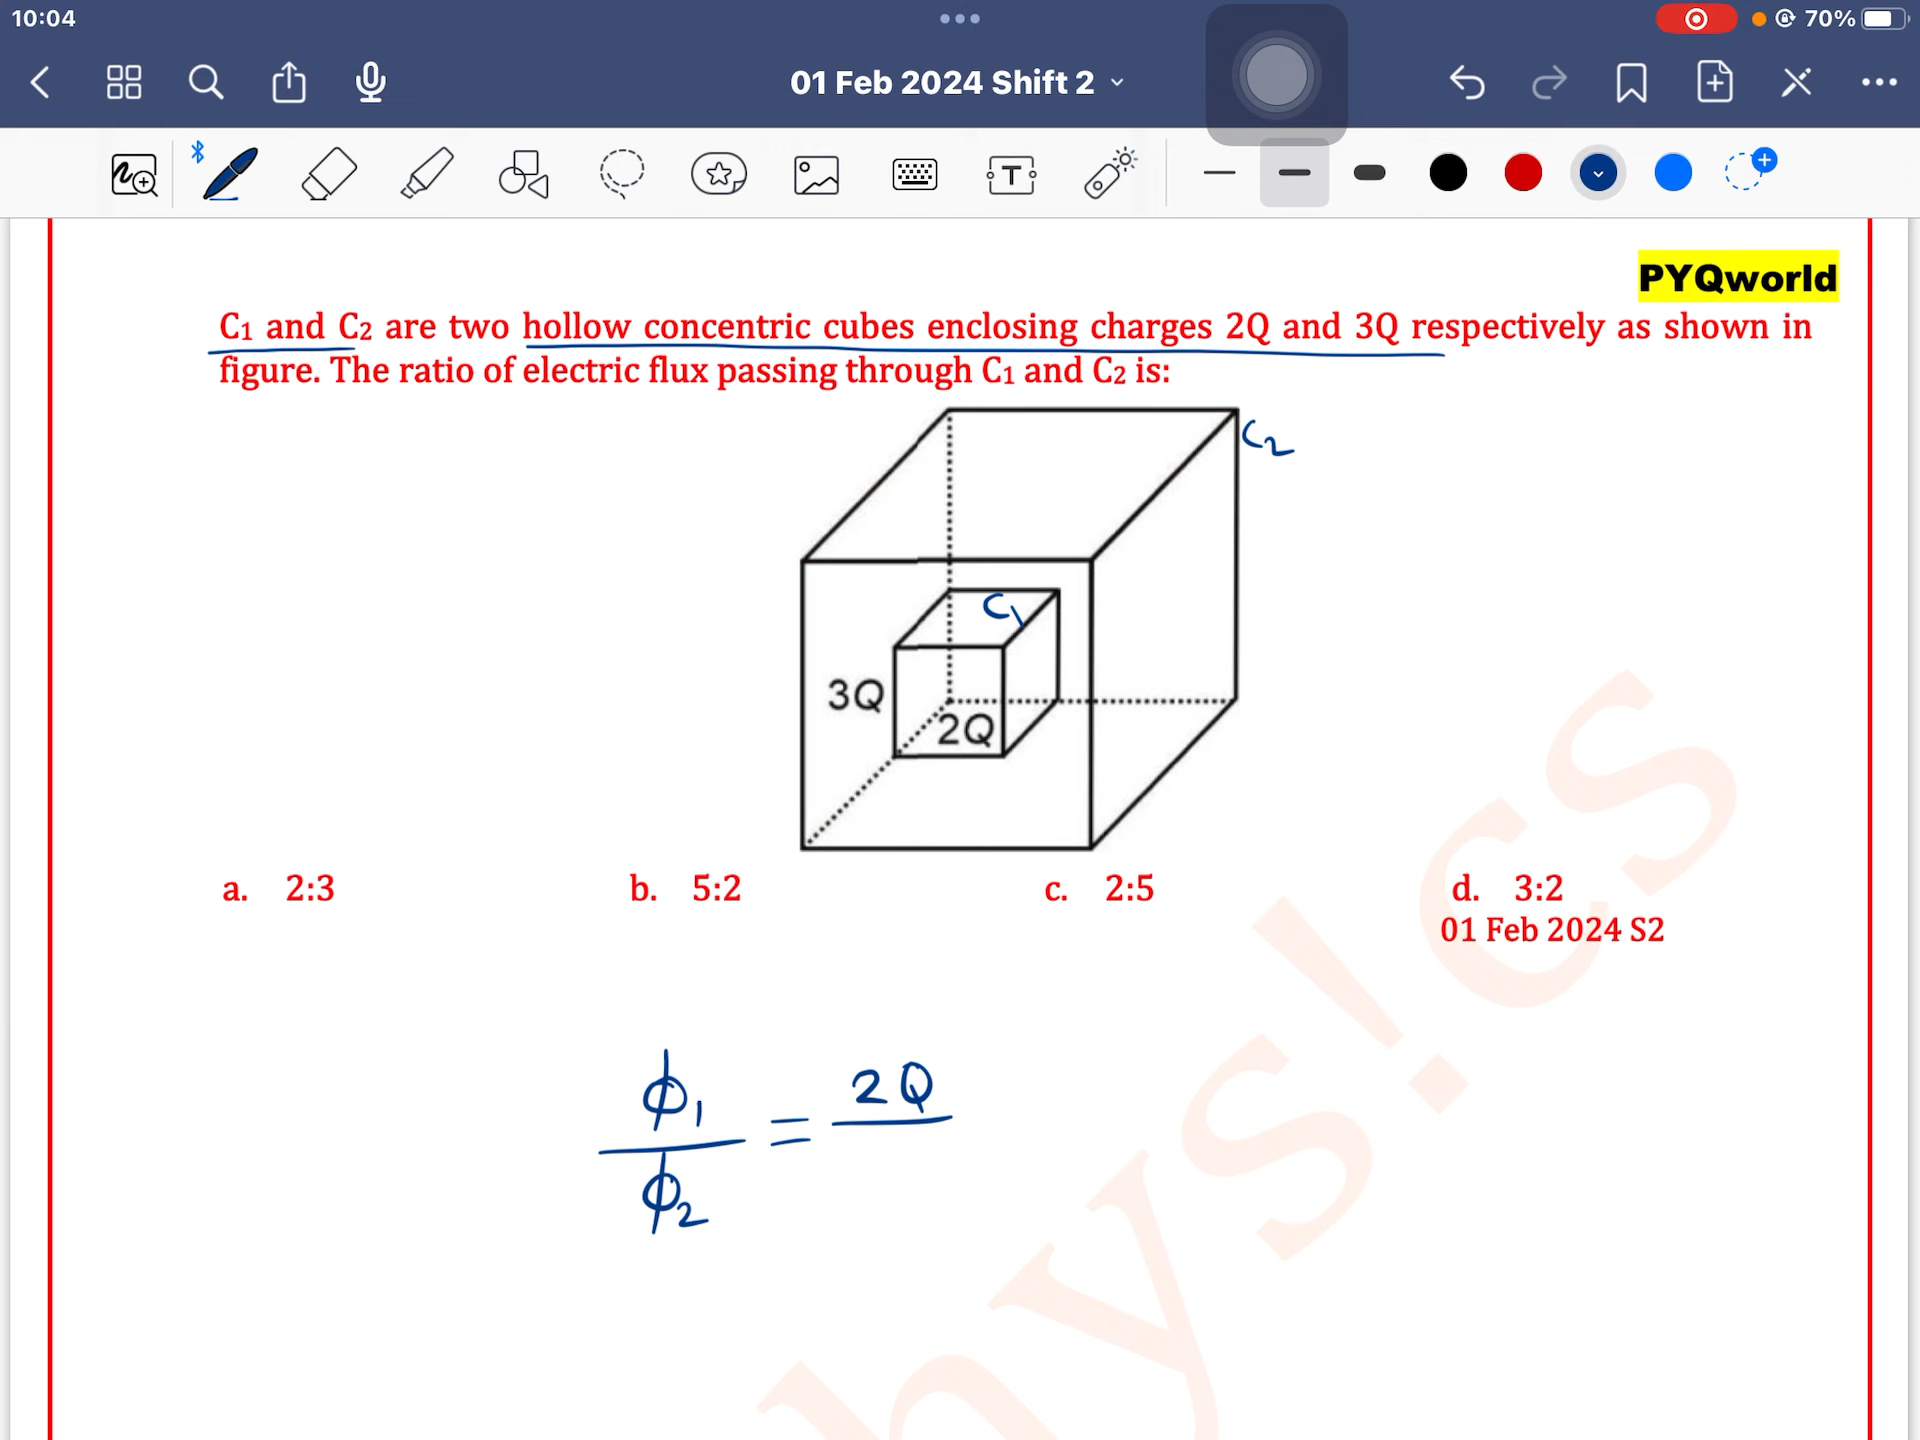 10:04
70%
01 Feb 2024 Shift 2
T
PYQworld
C1 and C2 are two hollow concentric cubes enclosing charges 2Q and 3Q respectively as shown in
figure. The ratio of electric flux passing through C1 and C2 is:
C2
C1
3Q
2Q
a. 2:3 b. 5:2 c. 2:5 d. 3:2
01 Feb 2024 S2
ϕ1 = 2Q
ϕ2
hys!cs